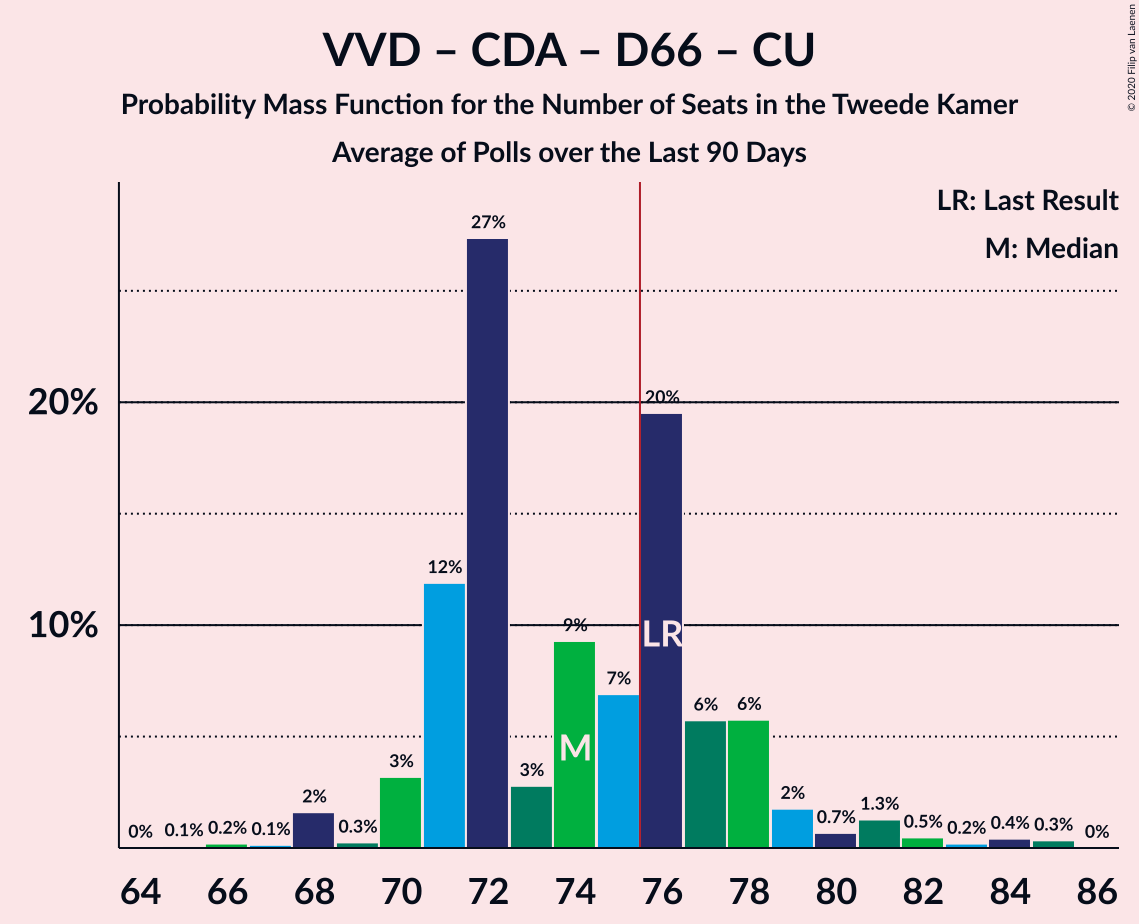 VVD – CDA – D66 – CU
Probability Mass Function for the Number of Seats in the Tweede Kamer
Average of Polls over the Last 90 Days
© 2020 Filip van Laenen
LR: Last Result
M: Median
20%
10%
0%
0.1%
0.2%
0.1%
2%
0.3%
3%
12%
27%
3%
9%
7%
20%
6%
6%
2%
0.7%
1.3%
0.5%
0.2%
0.4%
0.3%
0%
M
LR
64 66 68 70 72 74 76 78 80 82 84 86